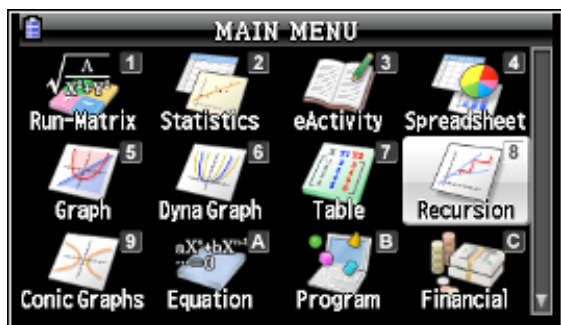 MAIN MENU
1 2 3 4
Run-Matrix Statistics eActivity Spreadsheet
5 6 7 8
Graph Dyna Graph Table Recursion
9 A B C
Conic Graphs Equation Program Financial